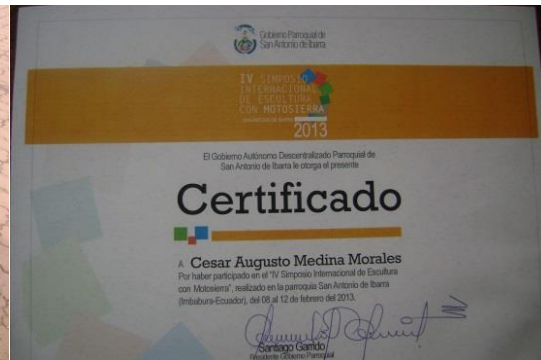 Gobierno Parroquial de
San Antonio de Ibarra
IV SIMPOSIO
INTERNACIONAL
DE ESCULTURA
CON MOTOSIERRA
2013
El Gobierno Autónomo Descentralizado Parroquial de
San Antonio de Ibarra le otorga el presente
Certificado
A Cesar Augusto Medina Morales
Por haber participado en el "IV Simposio Internacional de Escultura
con Motosierra", realizado en la parroquia San Antonio de Ibarra
(Imbabura-Ecuador), del 08 al 12 de febrero del 2013.
Santiago Garrido
Presidente Gobierno Parroquial